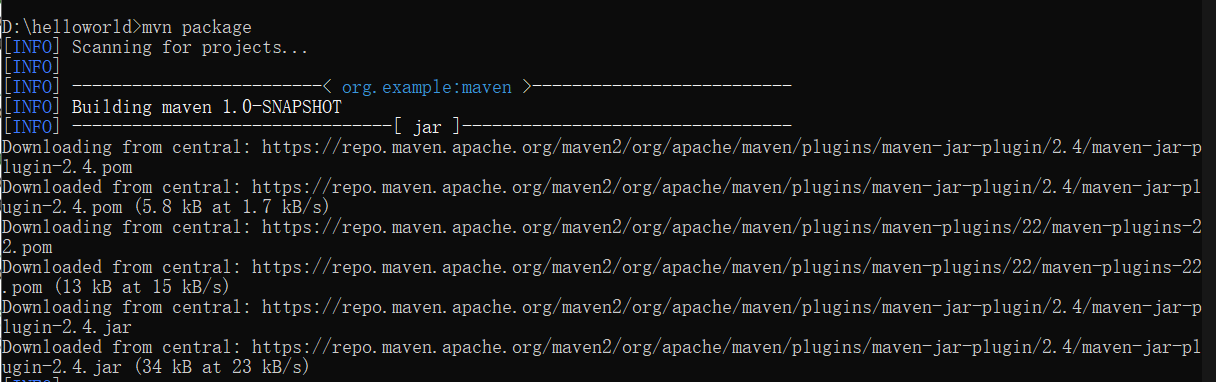 D:\helloworld>mvn package
[INFO] Scanning for projects...
[INFO]
[INFO] -------------------------< org.example:maven >--------------------------
[INFO] Building maven 1.0-SNAPSHOT
[INFO] --------------------------------[ jar ]---------------------------------
Downloading from central: https://repo.maven.apache.org/maven2/org/apache/maven/plugins/maven-jar-plugin/2.4/maven-jar-p
lugin-2.4.pom
Downloaded from central: https://repo.maven.apache.org/maven2/org/apache/maven/plugins/maven-jar-plugin/2.4/maven-jar-pl
ugin-2.4.pom (5.8 kB at 1.7 kB/s)
Downloading from central: https://repo.maven.apache.org/maven2/org/apache/maven/plugins/maven-plugins/22/maven-plugins-2
2.pom
Downloaded from central: https://repo.maven.apache.org/maven2/org/apache/maven/plugins/maven-plugins/22/maven-plugins-22
.pom (13 kB at 15 kB/s)
Downloading from central: https://repo.maven.apache.org/maven2/org/apache/maven/plugins/maven-jar-plugin/2.4/maven-jar-p
lugin-2.4.jar
Downloaded from central: https://repo.maven.apache.org/maven2/org/apache/maven/plugins/maven-jar-plugin/2.4/maven-jar-pl
ugin-2.4.jar (34 kB at 23 kB/s)